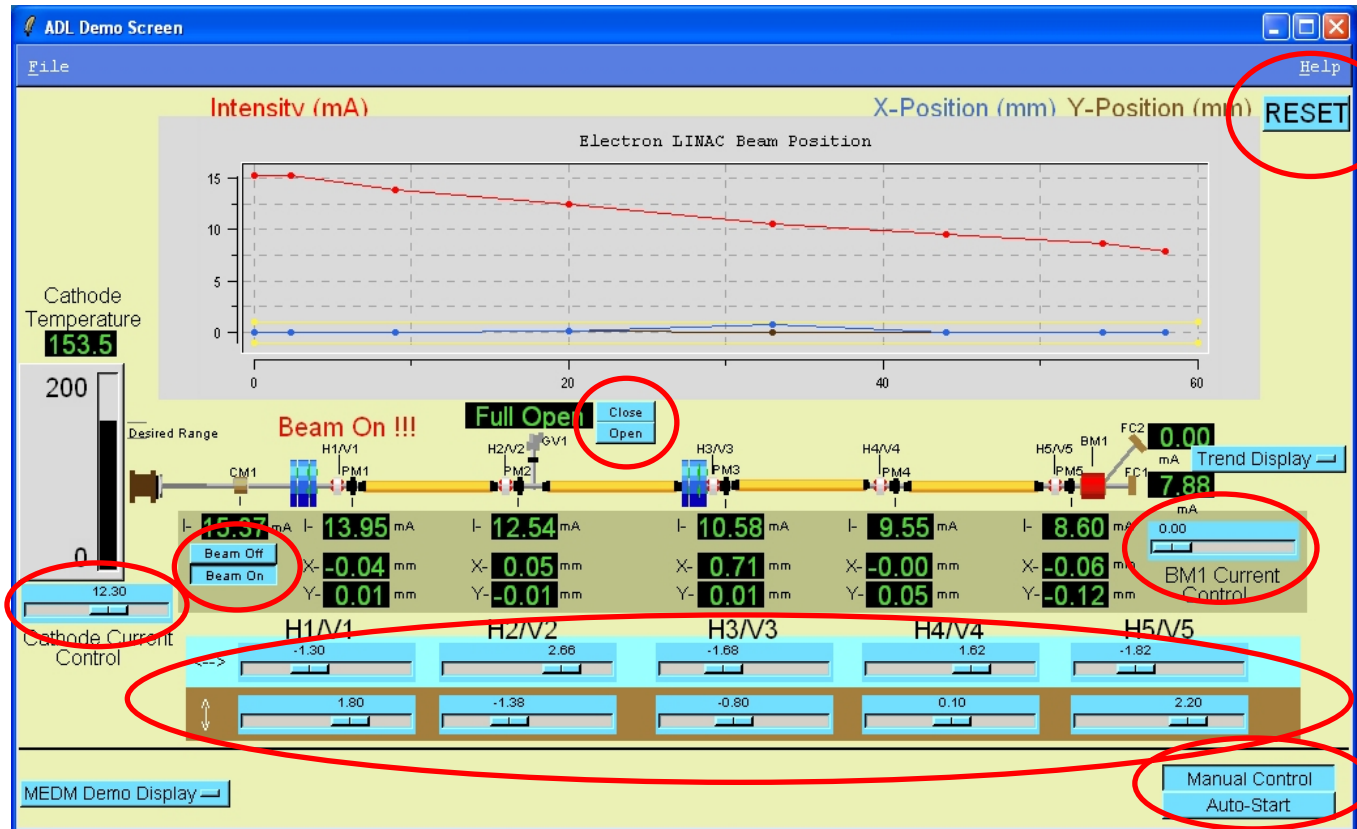 ADL Demo Screen
File Help
Intensity (mA) X-Position (mm) Y-Position (mm) RESET
Electron LINAC Beam Position
15
10
5
0
0 20 40 60
Cathode
Temperature
153.5
200
0
Desired Range
Beam On !!!
Full Open
Close
Open
GV1
H1/V1 H2/V2 H3/V3 H4/V4 H5/V5 BM1 FC2 0.00
mA
Trend Display
CM1 PM1 PM2 PM3 PM4 PM5 FC1 7.88
mA
I- 15.37 mA I- 13.95 mA I- 12.54 mA I- 10.58 mA I- 9.55 mA I- 8.60 mA
X- -0.04 mm X- 0.05 mm X- 0.71 mm X- -0.00 mm X- -0.06 mm
Y- 0.01 mm Y- -0.01 mm Y- 0.01 mm Y- 0.05 mm Y- -0.12 mm
Beam Off
Beam On
0.00
BM1 Current
Control
12.30
Cathode Current
Control
H1/V1 H2/V2 H3/V3 H4/V4 H5/V5
<--> -1.30 2.66 -1.68 1.62 -1.82
1.80 -1.38 -0.80 0.10 2.20
MEDM Demo Display
Manual Control
Auto-Start